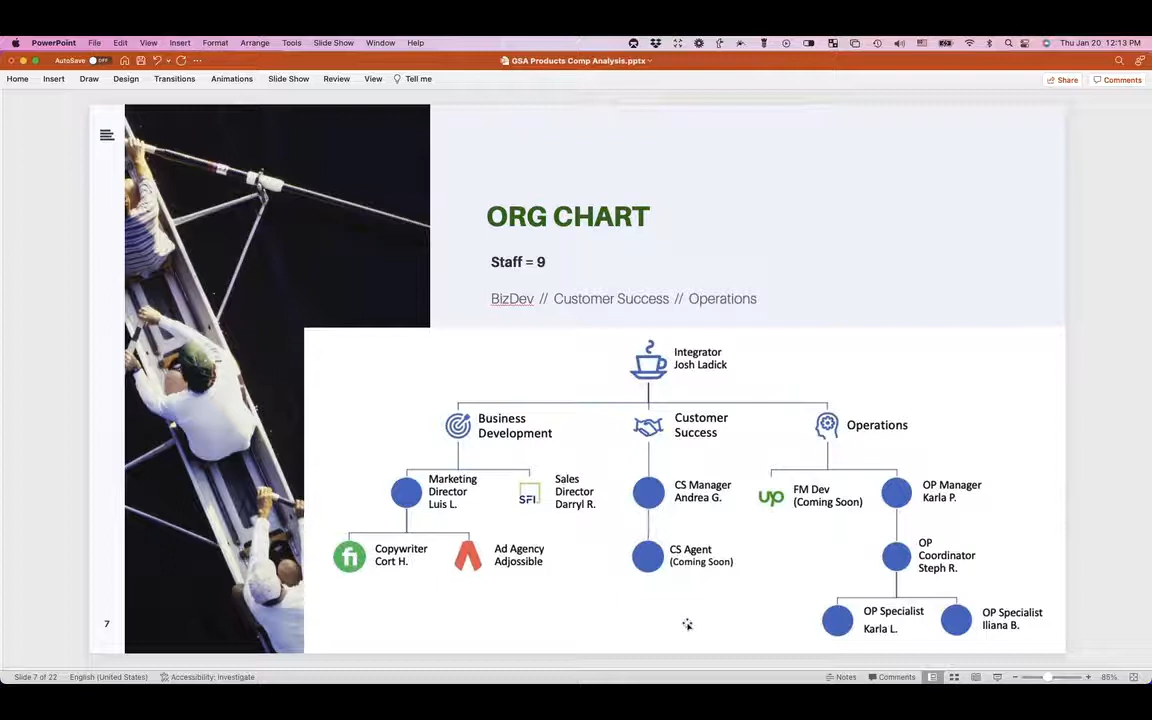 PowerPoint File Edit View Insert Format Arrange Tools Slide Show Window Help Thu Jan 20 12:13 PM
AutoSave OFF GSA Products Comp Analysis.pptx
Home Insert Draw Design Transitions Animations Slide Show Review View Tell me Share Comments
ORG CHART
Staff = 9
BizDev // Customer Success // Operations
Integrator
Josh Ladick
Business
Development
Customer
Success
Operations
Marketing
Director
Luis L.
SFI
Sales
Director
Darryl R.
CS Manager
Andrea G.
up
FM Dev
(Coming Soon)
OP Manager
Karla P.
fi
Copywriter
Cort H.
Ad Agency
Adjossible
CS Agent
(Coming Soon)
OP
Coordinator
Steph R.
OP Specialist
Karla L.
OP Specialist
Iliana B.
7
Slide 7 of 22 English (United States) Accessibility: Investigate Notes Comments 85%